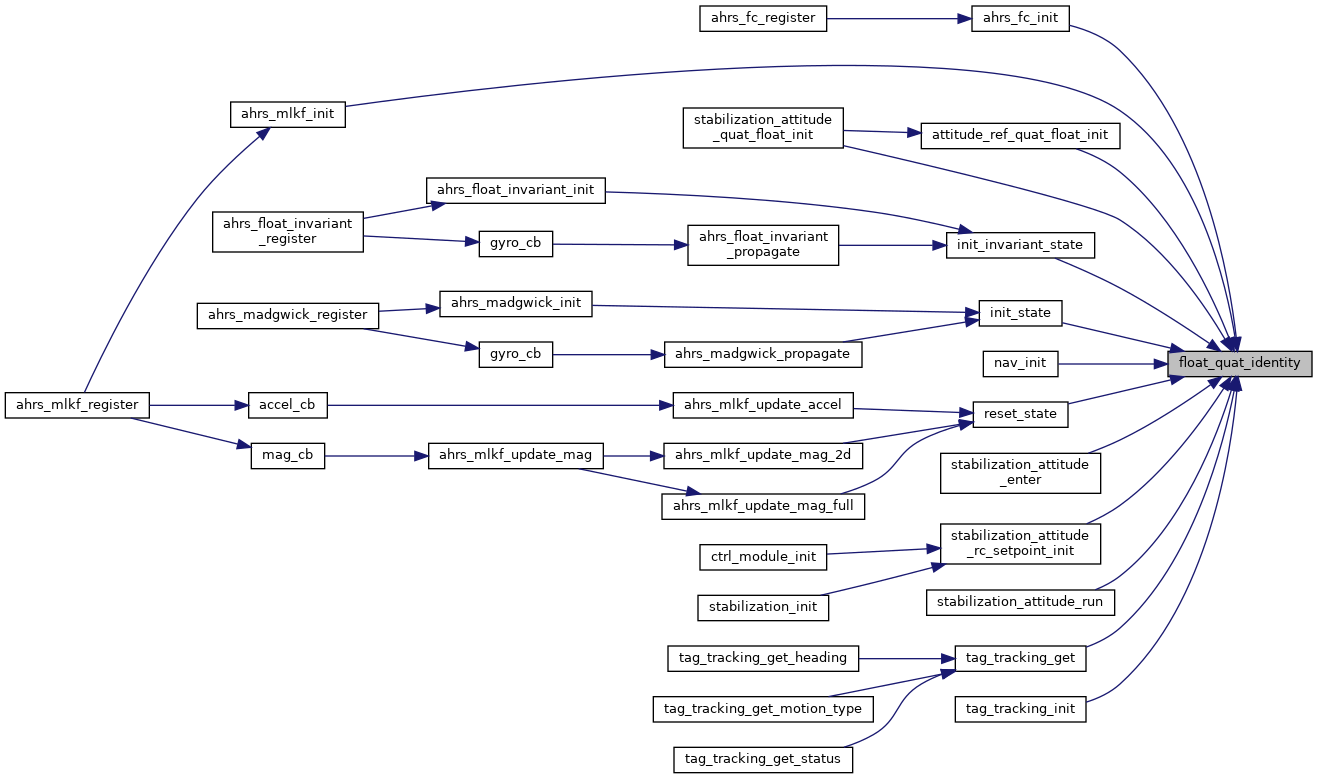 ahrs_fc_register
ahrs_fc_init
ahrs_mlkf_init
stabilization_attitude
_quat_float_init
attitude_ref_quat_float_init
ahrs_float_invariant_init
ahrs_float_invariant
_register
gyro_cb
ahrs_float_invariant
_propagate
init_invariant_state
ahrs_madgwick_register
ahrs_madgwick_init
init_state
gyro_cb
ahrs_madgwick_propagate
nav_init
float_quat_identity
ahrs_mlkf_register
accel_cb
ahrs_mlkf_update_accel
reset_state
mag_cb
ahrs_mlkf_update_mag
ahrs_mlkf_update_mag_2d
stabilization_attitude
_enter
ahrs_mlkf_update_mag_full
ctrl_module_init
stabilization_attitude
_rc_setpoint_init
stabilization_init
stabilization_attitude_run
tag_tracking_get_heading
tag_tracking_get
tag_tracking_get_motion_type
tag_tracking_init
tag_tracking_get_status